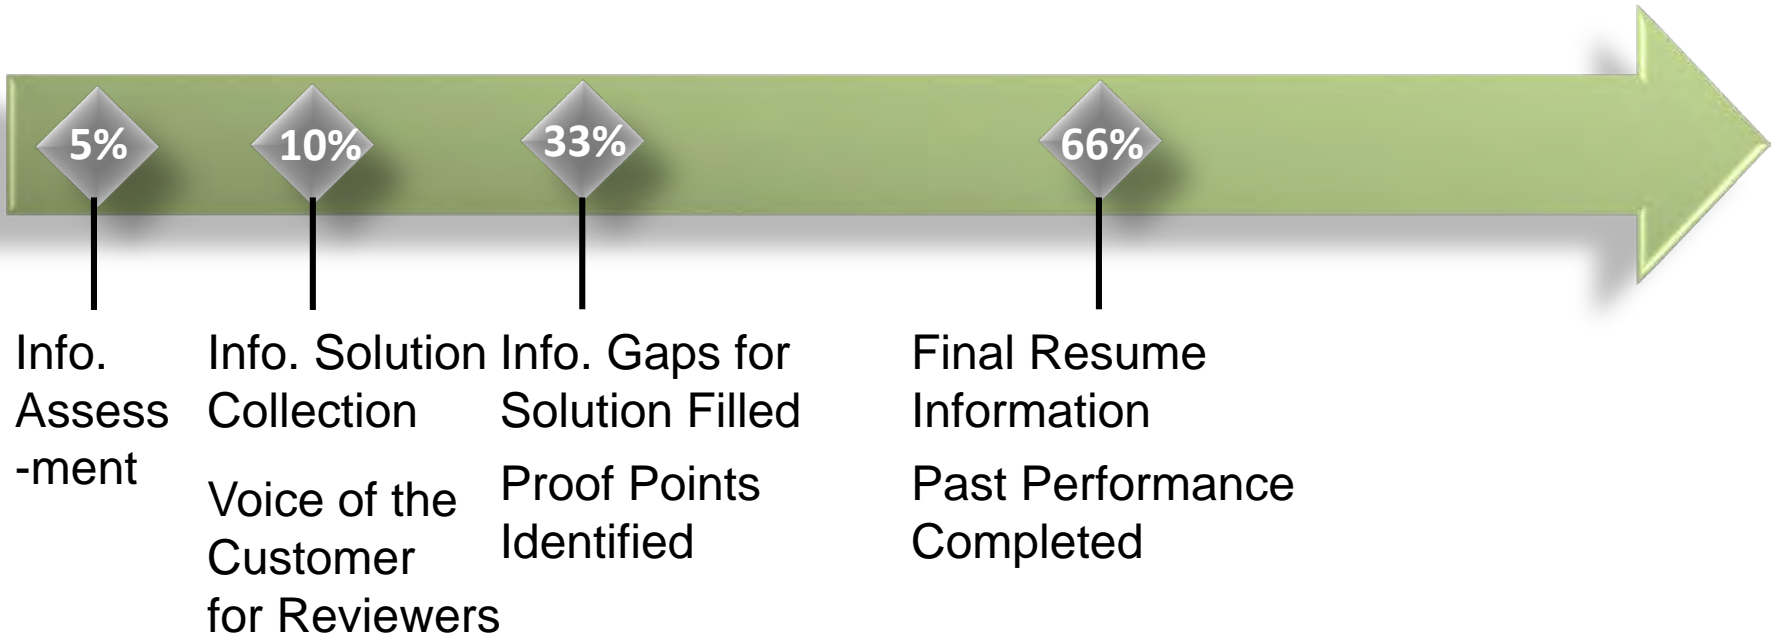 5%
10%
33%
66%
Info.
Assess
-ment
Info. Solution
Collection
Voice of the
Customer
for Reviewers
Info. Gaps for
Solution Filled
Proof Points
Identified
Final Resume
Information
Past Performance
Completed